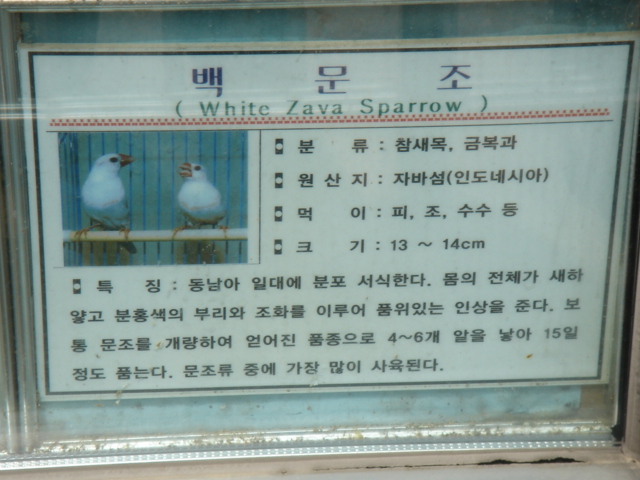 백 문 조
( White Zava Sparrow )
분 류 : 참새목, 금복과
원 산 지 : 자바섬(인도네시아)
먹 이 : 피, 조, 수수 등
크 기 : 13 ~ 14cm
특 징 : 동남아 일대에 분포 서식한다. 몸의 전체가 새하
얗고 분홍색의 부리와 조화를 이루어 품위있는 인상을 준다. 보
통 문조를 개량하여 얻어진 품종으로 4~6개 알을 낳아 15일
정도 품는다. 문조류 중에 가장 많이 사육된다.